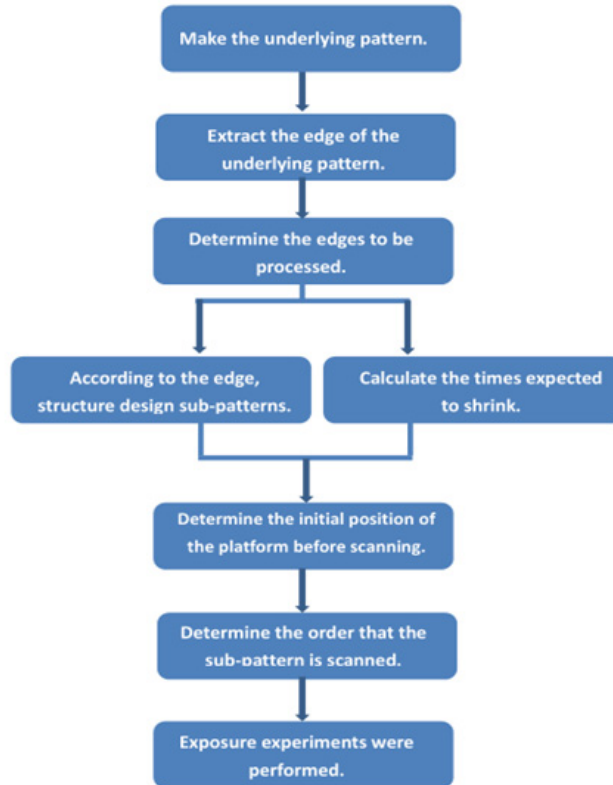 Make the underlying pattern.
Extract the edge of the
underlying pattern.
Determine the edges to be
processed.
According to the edge,
structure design sub-patterns.
Calculate the times expected
to shrink.
Determine the initial position of
the platform before scanning.
Determine the order that the
sub-pattern is scanned.
Exposure experiments were
performed.